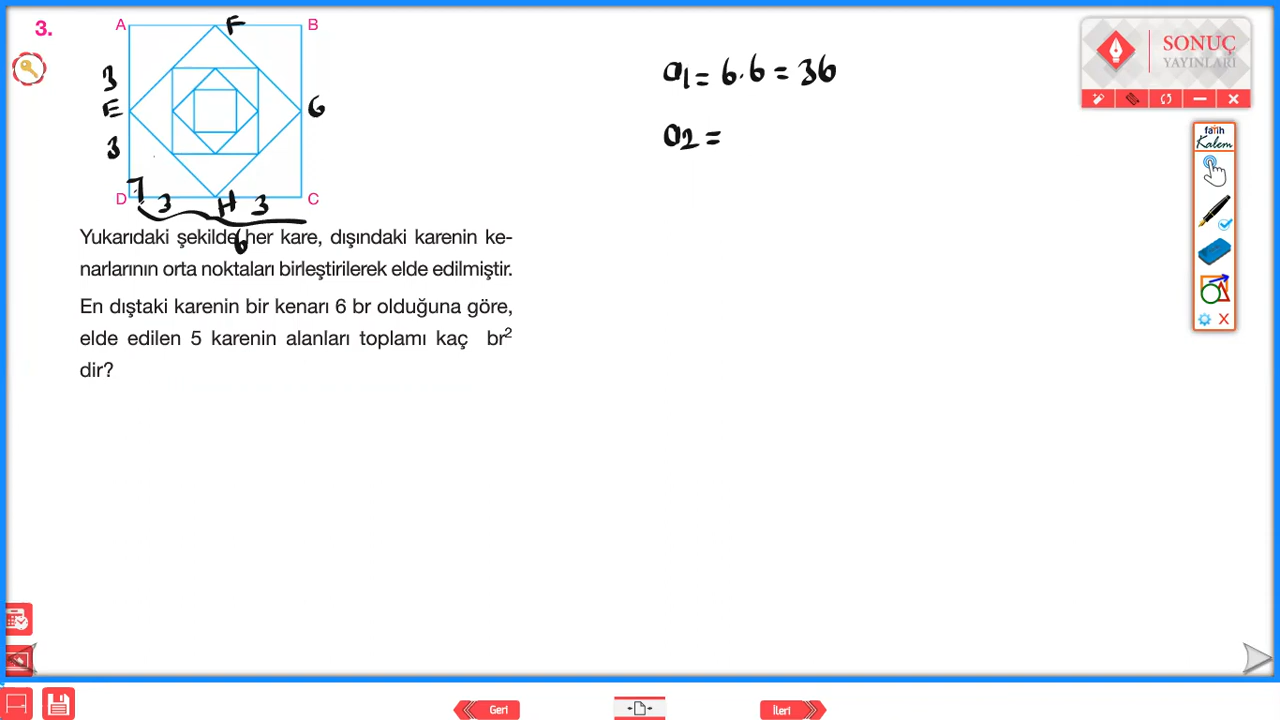 3.
A
F
B
3
E
6
3
D
3
H
3
C
6
a1 = 6.6 = 36
a2 =
Yukarıdaki şekilde her kare, dışındaki karenin ke-
narlarının orta noktaları birleştirilerek elde edilmiştir.
En dıştaki karenin bir kenarı 6 br olduğuna göre,
elde edilen 5 karenin alanları toplamı kaç br²
dir?
SONUÇ
YAYINLARI
fatih
Kalem
Geri
İleri